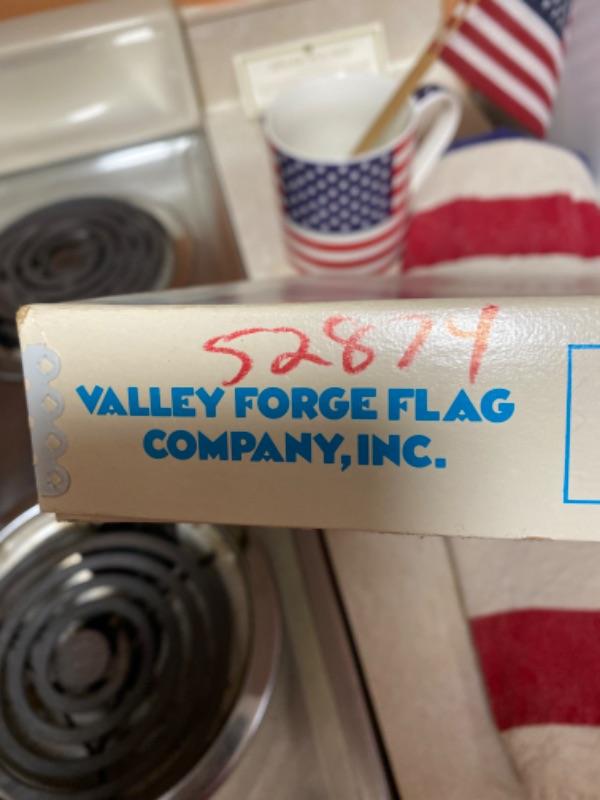 52874
VALLEY FORGE FLAG
COMPANY, INC.